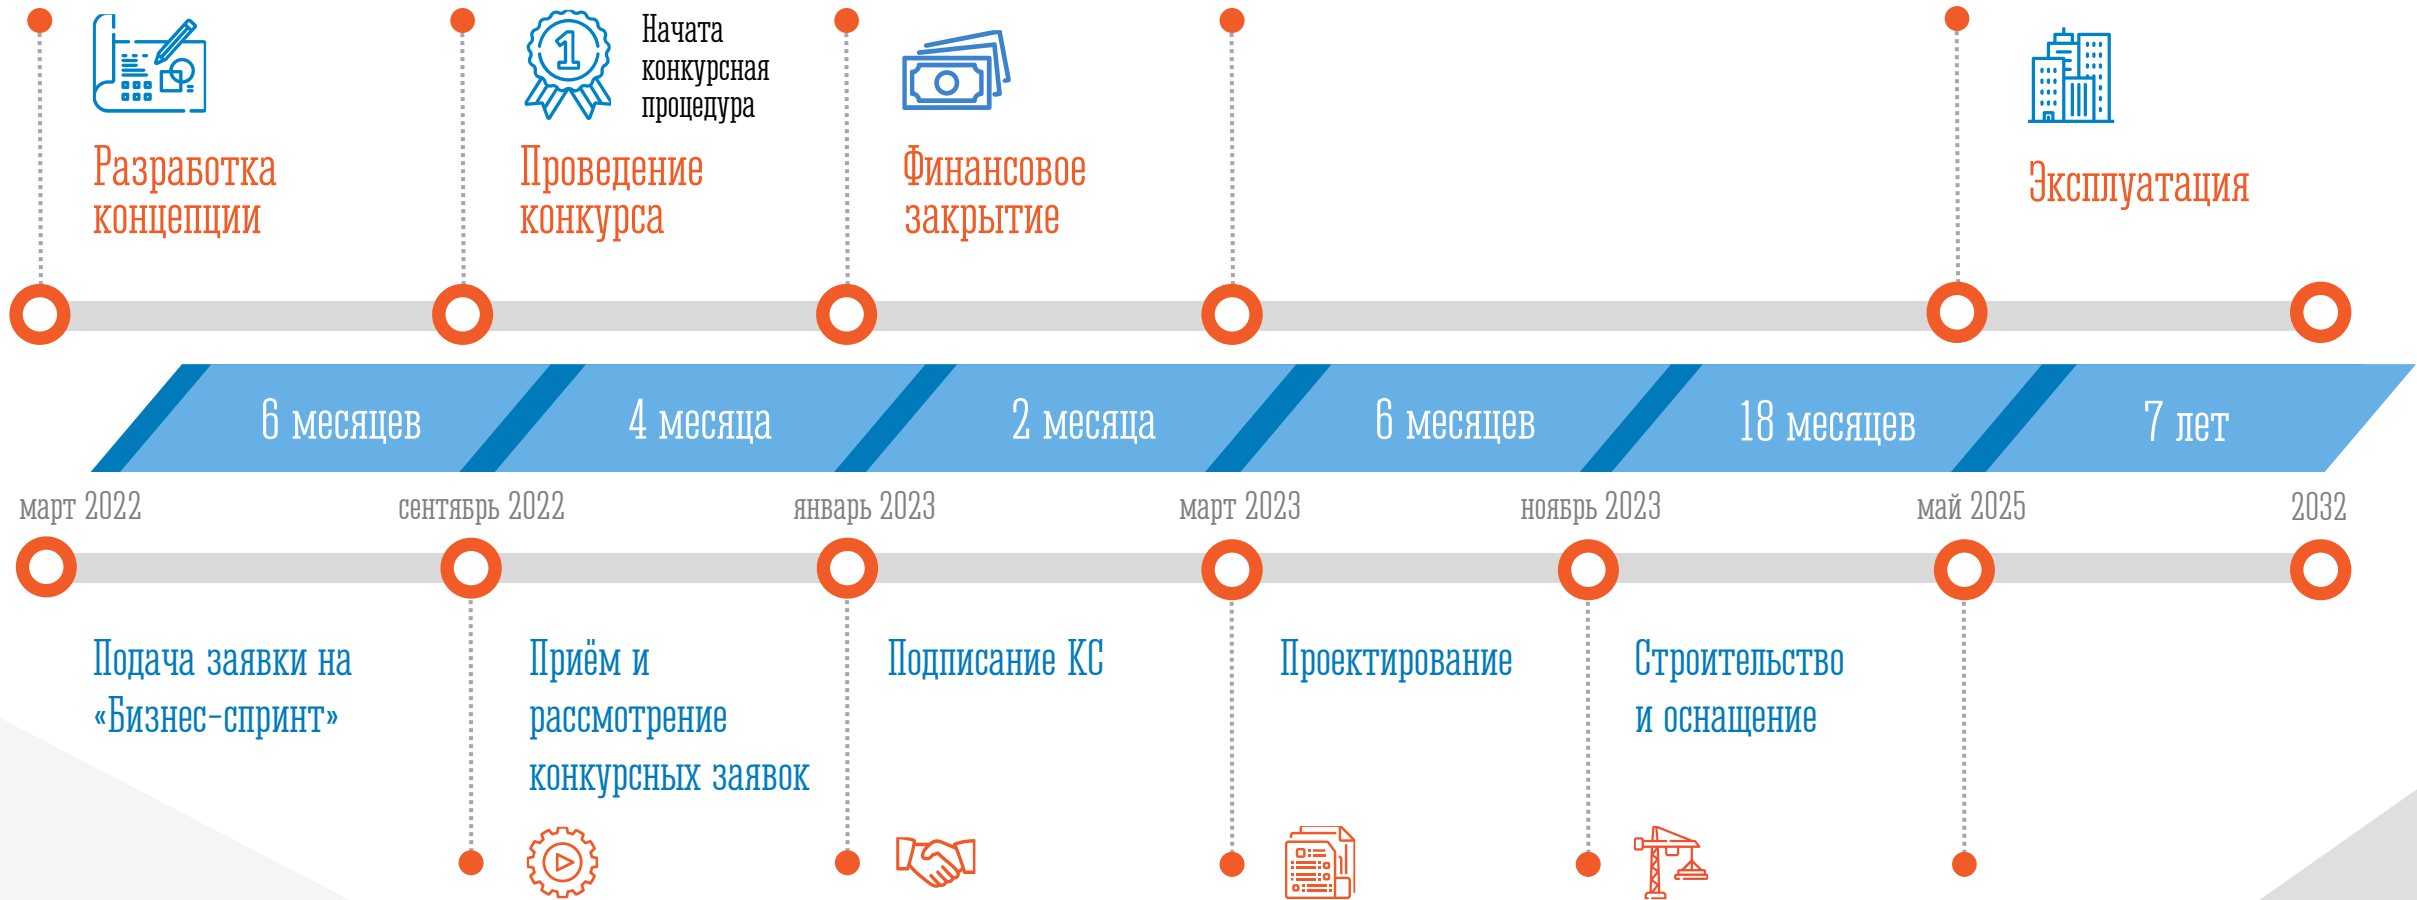 Начата
конкурсная
процедура
Разработка
концепции
Проведение
конкурса
Финансовое
закрытие
Эксплуатация
6 месяцев
4 месяца
2 месяца
6 месяцев
18 месяцев
7 лет
март 2022
сентябрь 2022
январь 2023
март 2023
ноябрь 2023
май 2025
2032
Подача заявки на
«Бизнес-спринт»
Приём и
рассмотрение
конкурсных заявок
Подписание КС
Проектирование
Строительство
и оснащение